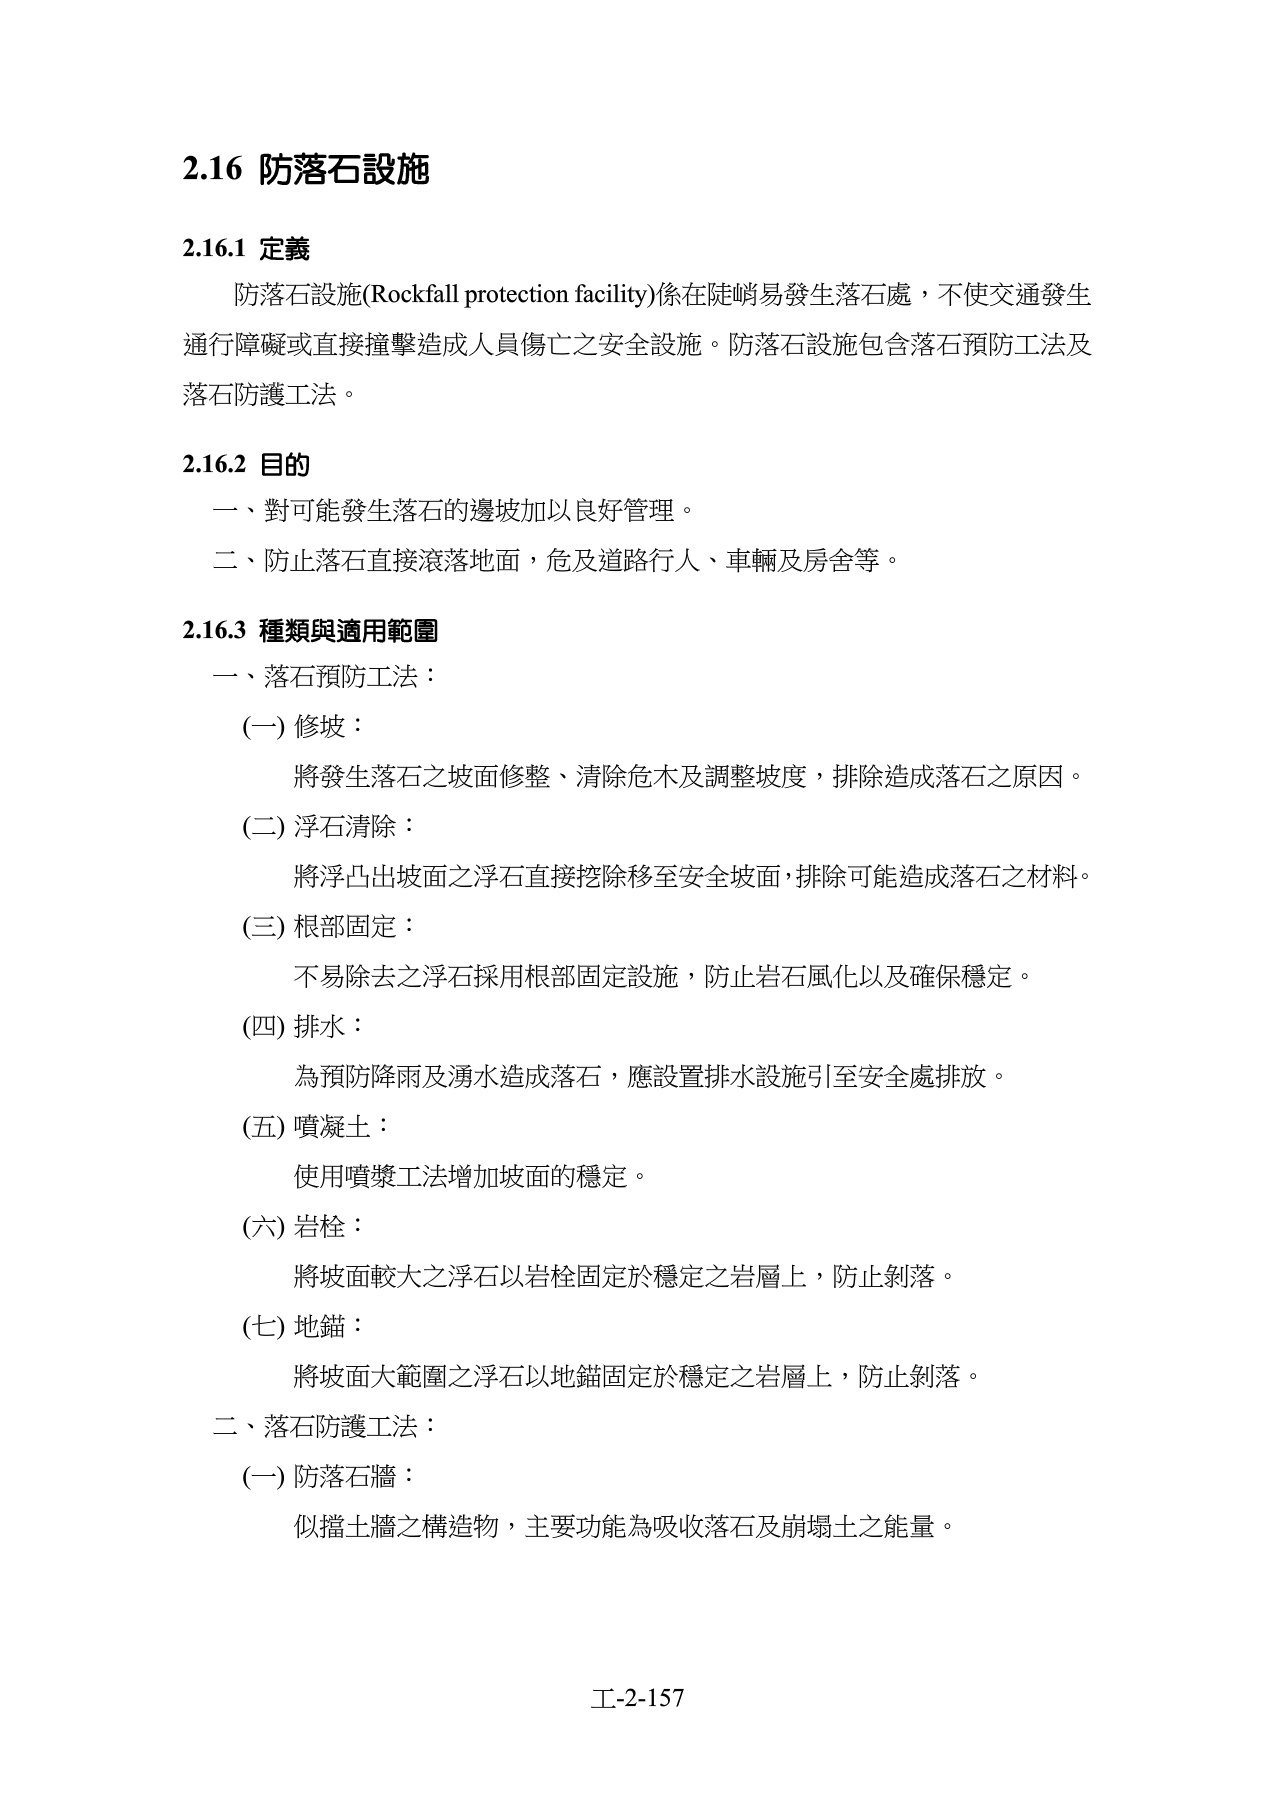 2.16 防落石設施
2.16.1 定義
防落石設施(Rockfall protection facility)係在陡峭易發生落石處，不使交通發生
通行障礙或直接撞擊造成人員傷亡之安全設施。防落石設施包含落石預防工法及
落石防護工法。
2.16.2 目的
一、對可能發生落石的邊坡加以良好管理。
二、防止落石直接滾落地面，危及道路行人、車輛及房舍等。
2.16.3 種類與適用範圍
一、落石預防工法：
(一) 修坡：
將發生落石之坡面修整、清除危木及調整坡度，排除造成落石之原因。
(二) 浮石清除：
將浮凸出坡面之浮石直接挖除移至安全坡面，排除可能造成落石之材料。
(三) 根部固定：
不易除去之浮石採用根部固定設施，防止岩石風化以及確保穩定。
(四) 排水：
為預防降雨及湧水造成落石，應設置排水設施引至安全處排放。
(五) 噴凝土：
使用噴漿工法增加坡面的穩定。
(六) 岩栓：
將坡面較大之浮石以岩栓固定於穩定之岩層上，防止剝落。
(七) 地錨：
將坡面大範圍之浮石以地錨固定於穩定之岩層上，防止剝落。
二、落石防護工法：
(一) 防落石牆：
似擋土牆之構造物，主要功能為吸收落石及崩塌土之能量。
工-2-157